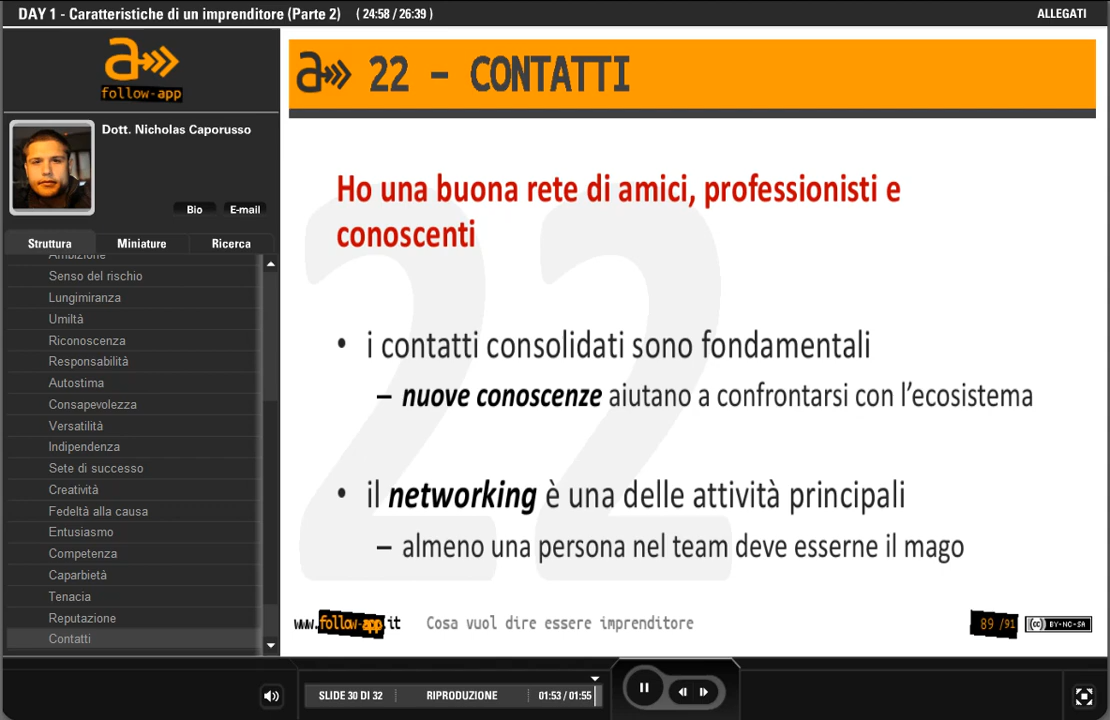 DAY 1 - Caratteristiche di un imprenditore (Parte 2) ( 24:58 / 26:39 )
ALLEGATI
a
follow-app
Dott. Nicholas Caporusso
Bio
E-mail
Struttura
Miniature
Ricerca
Ambizione
Senso del rischio
Lungimiranza
Umiltà
Riconoscenza
Responsabilità
Autostima
Consapevolezza
Versatilità
Indipendenza
Sete di successo
Creatività
Fedeltà alla causa
Entusiasmo
Competenza
Caparbietà
Tenacia
Reputazione
Contatti
a 22 - CONTATTI
22
Ho una buona rete di amici, professionisti e
conoscenti
• i contatti consolidati sono fondamentali
– nuove conoscenze aiutano a confrontarsi con l’ecosistema
• il networking è una delle attività principali
– almeno una persona nel team deve esserne il mago
www.follow-app.it
Cosa vuol dire essere imprenditore
89 /91
(cc) BY-NC-SA
SLIDE 30 DI 32
RIPRODUZIONE
01:53 / 01:55